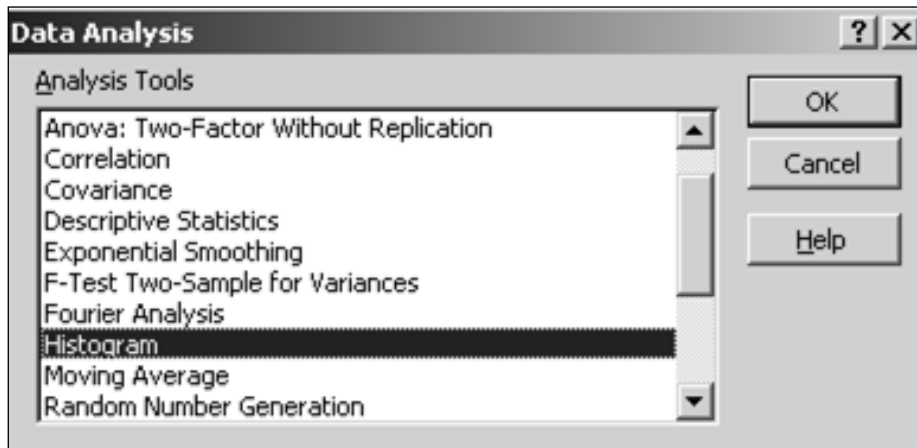 Data Analysis
Analysis Tools
Anova: Two-Factor Without Replication
Correlation
Covariance
Descriptive Statistics
Exponential Smoothing
F-Test Two-Sample for Variances
Fourier Analysis
Histogram
Moving Average
Random Number Generation
OK
Cancel
Help